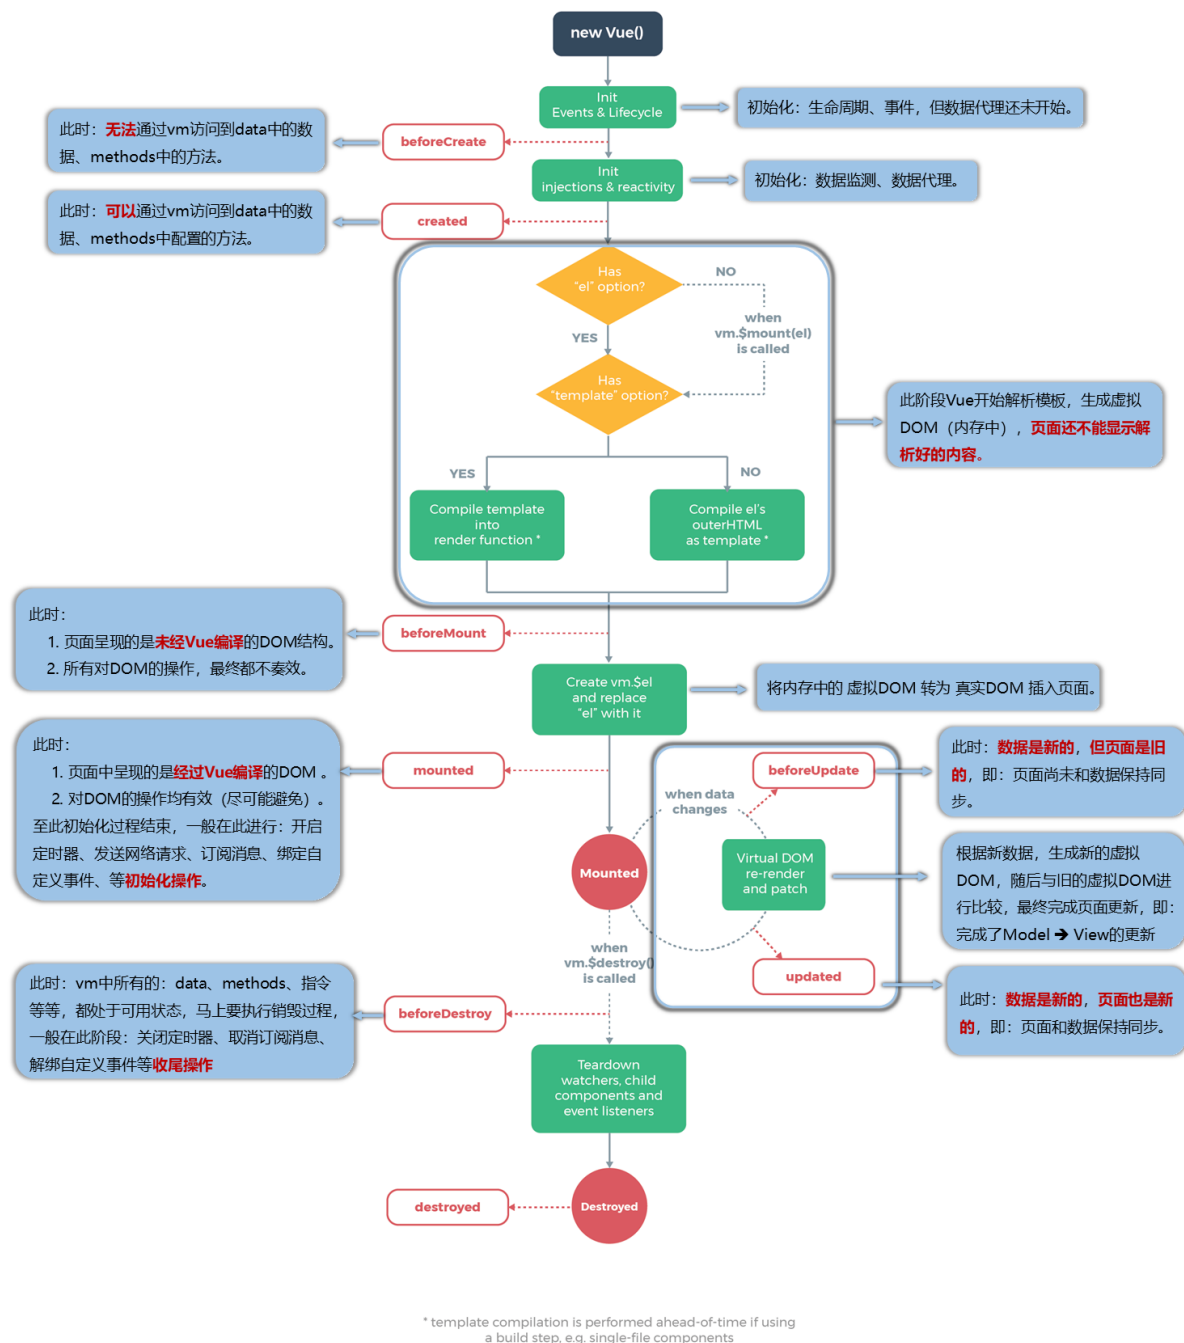 new Vue()
Init
Events & Lifecycle
初始化：生命周期、事件，但数据代理还未开始。
此时：无法通过vm访问到data中的数
据、methods中的方法。
beforeCreate
Init
injections & reactivity
初始化：数据监测、数据代理。
此时：可以通过vm访问到data中的数
据、methods中配置的方法。
created
Has
"el" option?
NO
when
vm.$mount(el)
is called
YES
Has
"template" option?
此阶段Vue开始解析模板，生成虚拟
DOM（内存中），页面还不能显示解
析好的内容。
YES
NO
Compile template
into
render function *
Compile el's
outerHTML
as template *
此时：
1. 页面呈现的是未经Vue编译的DOM结构。
2. 所有对DOM的操作，最终都不奏效。
beforeMount
Create vm.$el
and replace
"el" with it
将内存中的 虚拟DOM 转为 真实DOM 插入页面。
此时：
1. 页面中呈现的是经过Vue编译的DOM 。
2. 对DOM的操作均有效（尽可能避免）。
至此初始化过程结束，一般在此进行：开启
定时器、发送网络请求、订阅消息、绑定自
定义事件、等初始化操作。
mounted
beforeUpdate
此时：数据是新的，但页面是旧
的，即：页面尚未和数据保持同
步。
when data
changes
Mounted
Virtual DOM
re-render
and patch
根据新数据，生成新的虚拟
DOM，随后与旧的虚拟DOM进
行比较，最终完成页面更新，即：
完成了Model ➔ View的更新
when
vm.$destroy()
is called
updated
此时：数据是新的，页面也是新
的，即：页面和数据保持同步。
此时：vm中所有的：data、methods、指令
等等，都处于可用状态，马上要执行销毁过程，
一般在此阶段：关闭定时器、取消订阅消息、
解绑自定义事件等收尾操作
beforeDestroy
Teardown
watchers, child
components and
event listeners
destroyed
Destroyed
* template compilation is performed ahead-of-time if using
a build step, e.g. single-file components